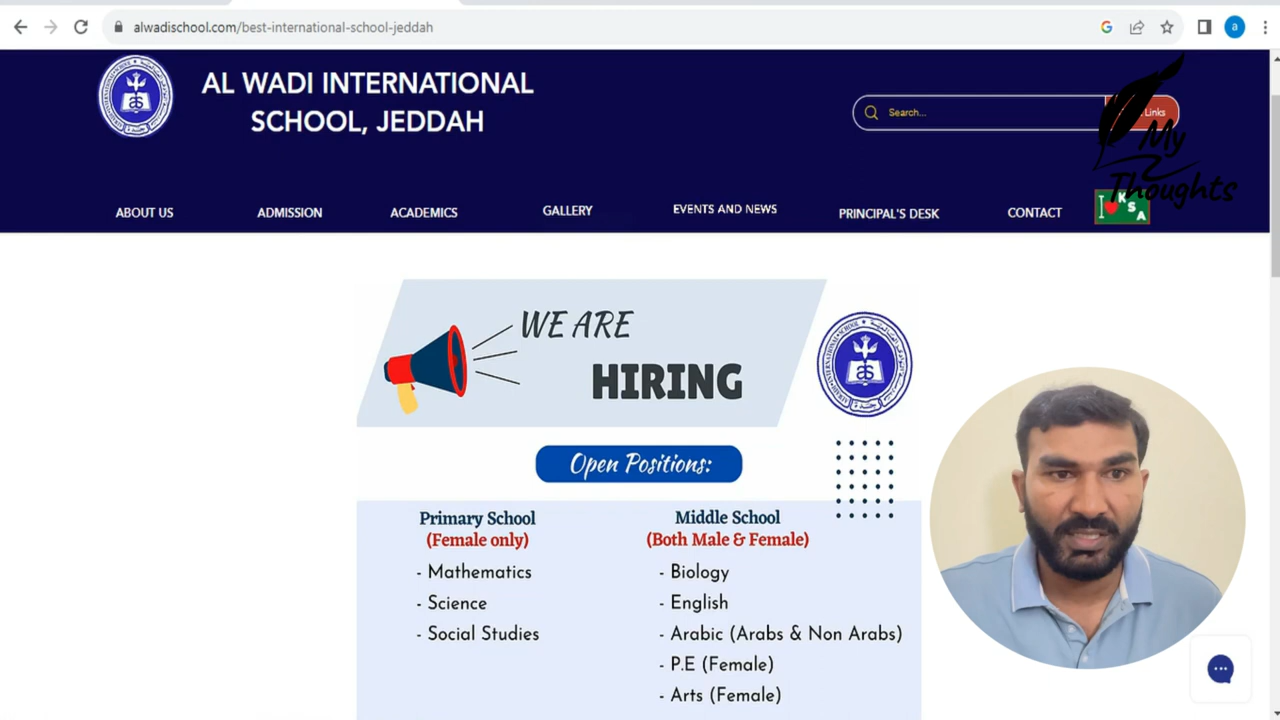 alwadischool.com/best-international-school-jeddah
a
AL WADI INTERNATIONAL
SCHOOL, JEDDAH
Search...
Links
My
Thoughts
ABOUT US
ADMISSION
ACADEMICS
GALLERY
EVENTS AND NEWS
PRINCIPAL'S DESK
CONTACT
I K
S
A
WE ARE
HIRING
Open Positions:
Primary School
(Female only)
- Mathematics
- Science
- Social Studies
Middle School
(Both Male & Female)
- Biology
- English
- Arabic (Arabs & Non Arabs)
- P.E (Female)
- Arts (Female)